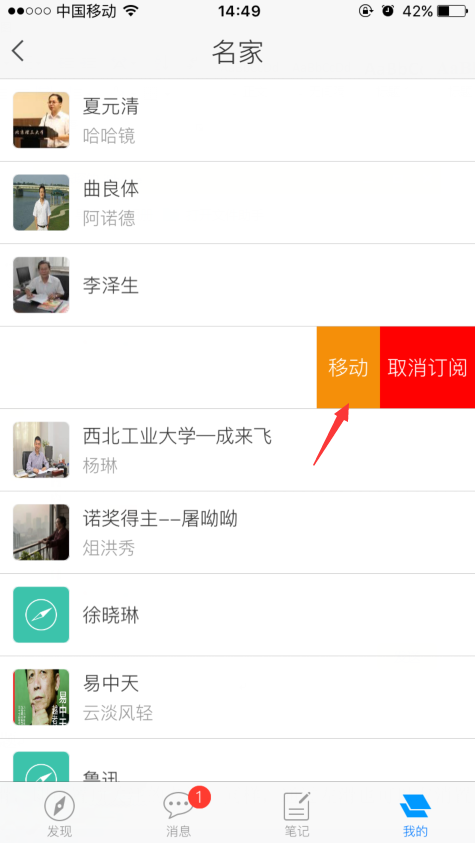 中国移动 14:49 42%
名家
夏元清
哈哈镜
曲良体
阿诺德
李泽生
移动 取消订阅
西北工业大学—成来飞
杨琳
诺奖得主--屠呦呦
俎洪秀
徐晓琳
易中天
易中天
云淡风轻
鲁迅
1
发现 消息 笔记 我的